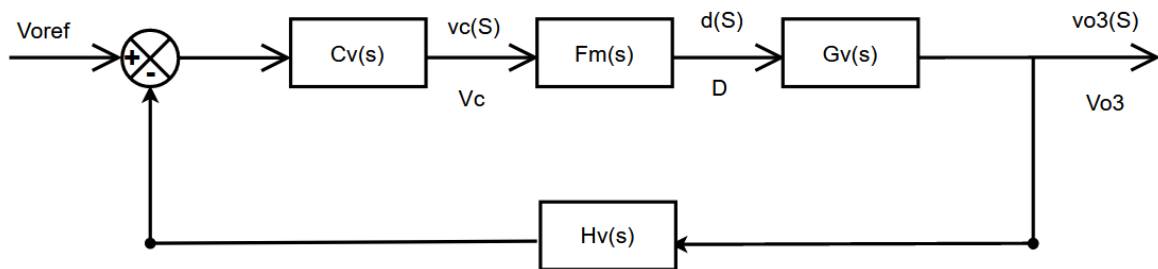 Voref
+
-
Cv(s)
vc(S)
Vc
Fm(s)
d(S)
D
Gv(s)
vo3(S)
Vo3
Hv(s)